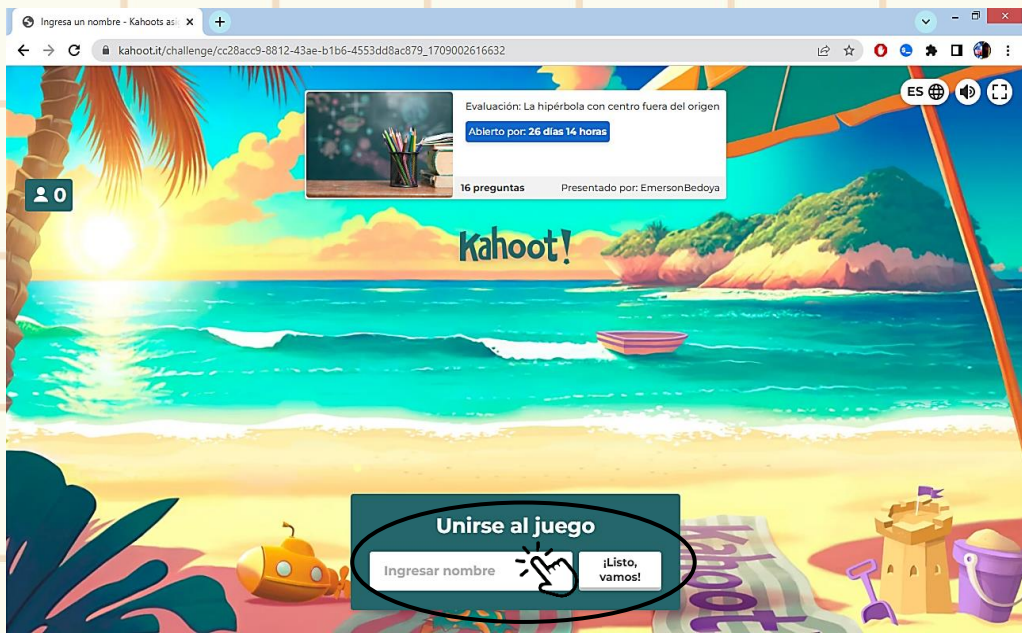 Ingresa un nombre - Kahoots asi
kahoot.it/challenge/cc28acc9-8812-43ae-b1b6-4553dd8ac879_1709002616632
ES
Evaluación: La hipérbola con centro fuera del origen
Abierto por: 26 días 14 horas
16 preguntas Presentado por: EmersonBedoya
0
Kahoot!
Unirse al juego
Ingresar nombre
¡Listo,
vamos!
Kahoot